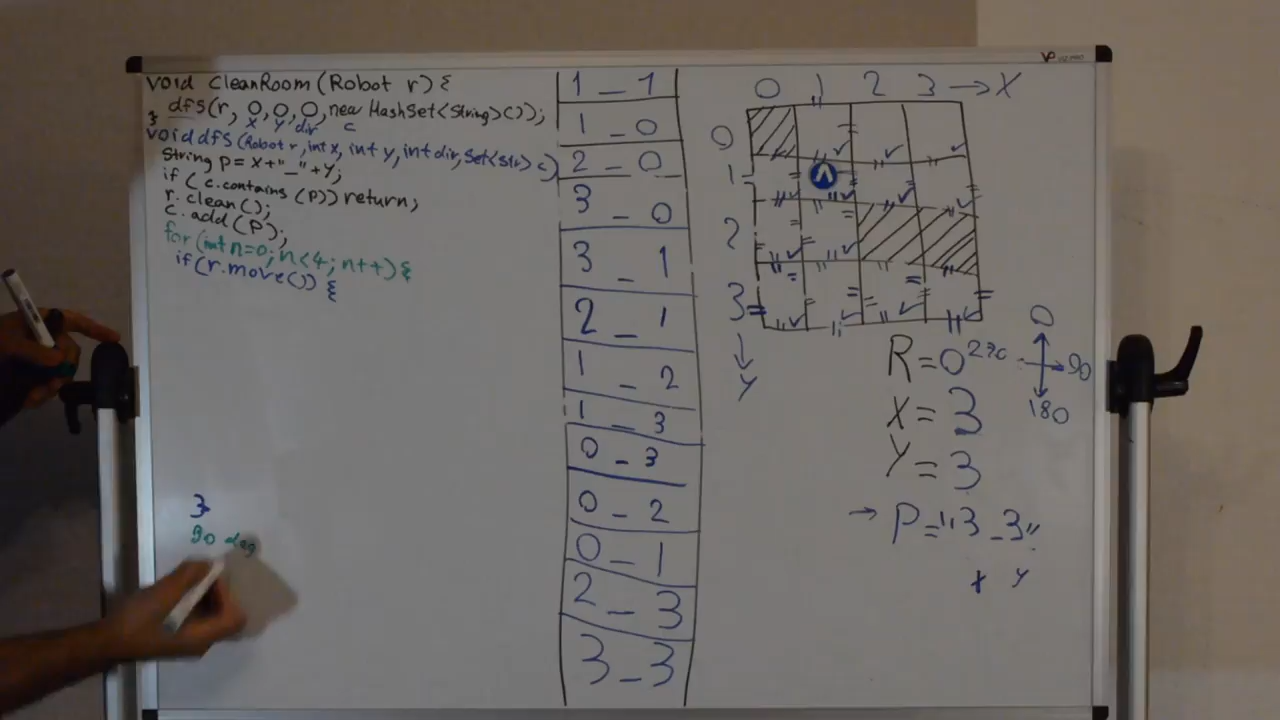 void CleanRoom (Robot r) {
dfs(r, 0, 0, 0, new HashSet<String>());
x y dir c
}
void dfs (Robot r, int x, int y, int dir, Set<Str> c)
String p = x+"_"+y;
if (c.contains (p)) return;
r.clean();
c.add(p);
for (int n=0; n<4; n++) {
if (r.move()) {
}
90 deg
1_1
1_0
2_0
3_0
3_1
2_1
1_2
1_3
0_3
0_2
0_1
2_3
3_3
0 1 2 3 → X
0
1
2
3
↓
y
R=0
270
0
90
180
X=3
Y=3
→ P="3_3"
x y